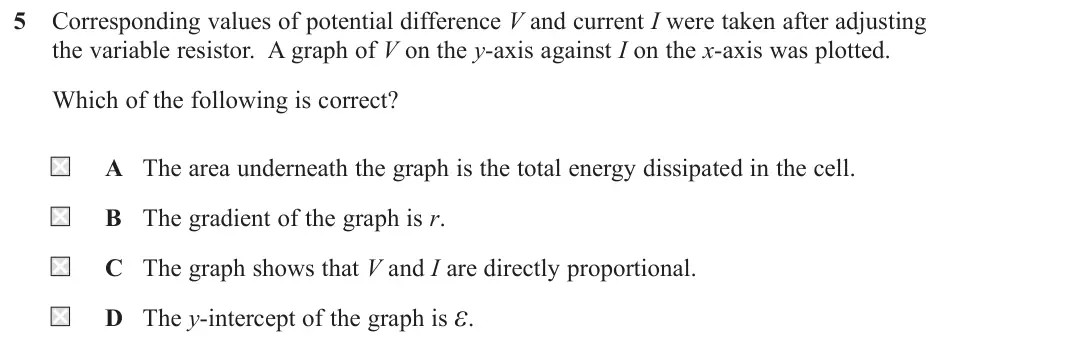 5 Corresponding values of potential difference V and current I were taken after adjusting
the variable resistor. A graph of V on the y-axis against I on the x-axis was plotted.
Which of the following is correct?
A The area underneath the graph is the total energy dissipated in the cell.
B The gradient of the graph is r.
C The graph shows that V and I are directly proportional.
D The y-intercept of the graph is ℰ.